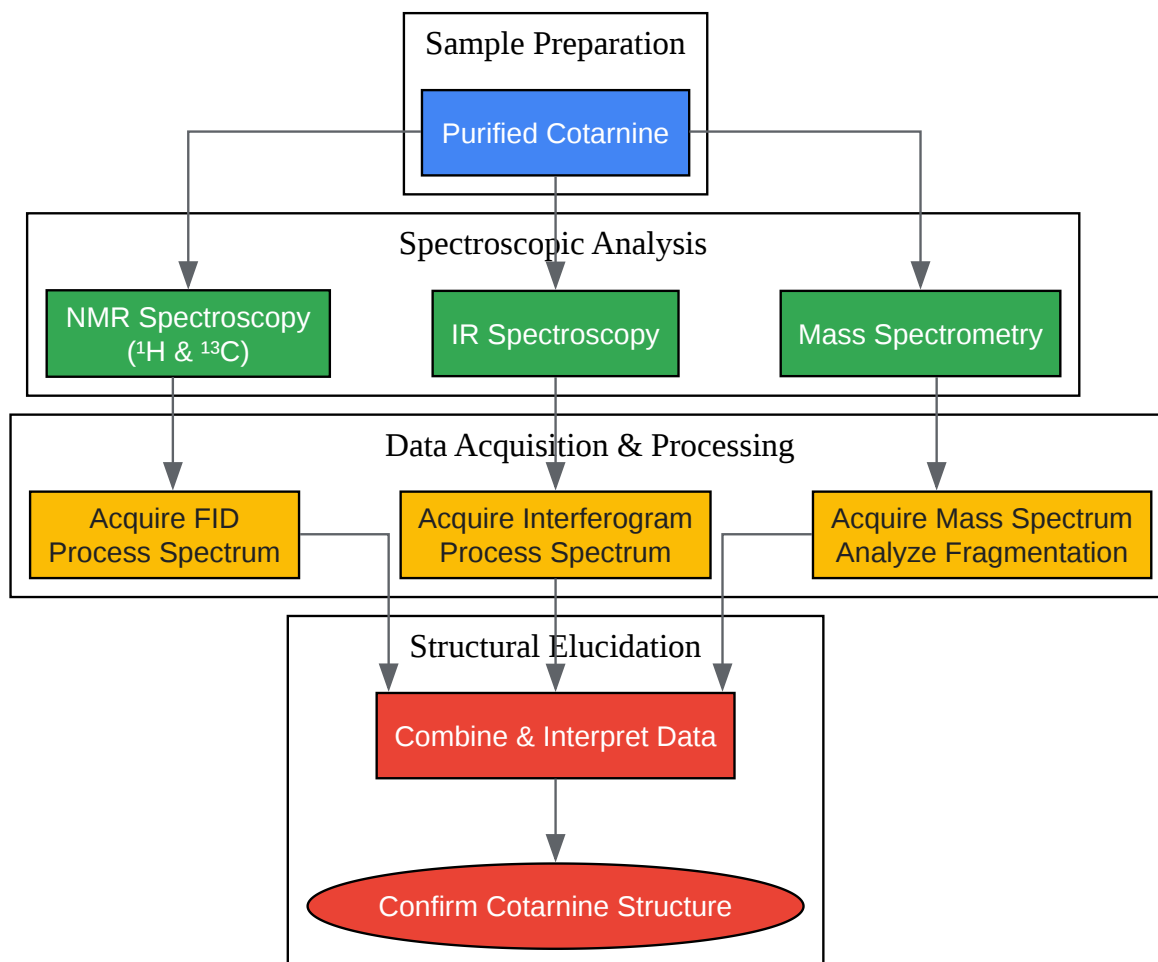 Sample Preparation
Purified Cotarnine
Spectroscopic Analysis
NMR Spectroscopy
(¹H & ¹³C)
IR Spectroscopy
Mass Spectrometry
Data Acquisition & Processing
Acquire FID
Process Spectrum
Acquire Interferogram
Process Spectrum
Acquire Mass Spectrum
Analyze Fragmentation
Structural Elucidation
Combine & Interpret Data
Confirm Cotarnine Structure